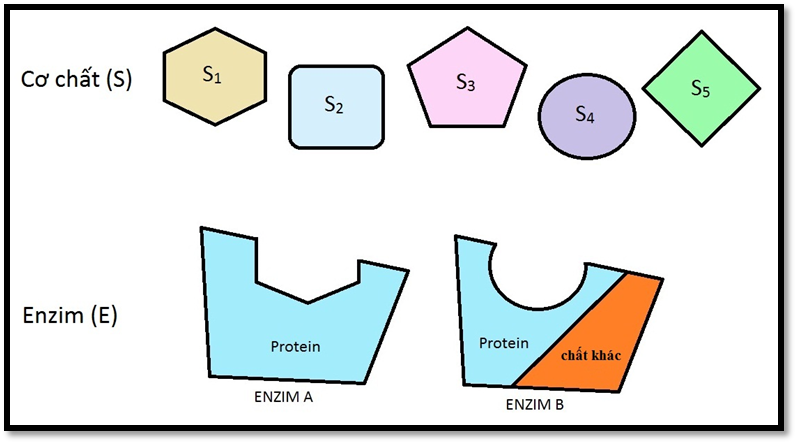 Cơ chất (S)
S1
S2
S3
S4
S5
Enzim (E)
Protein
ENZIM A
Protein
chất khác
ENZIM B